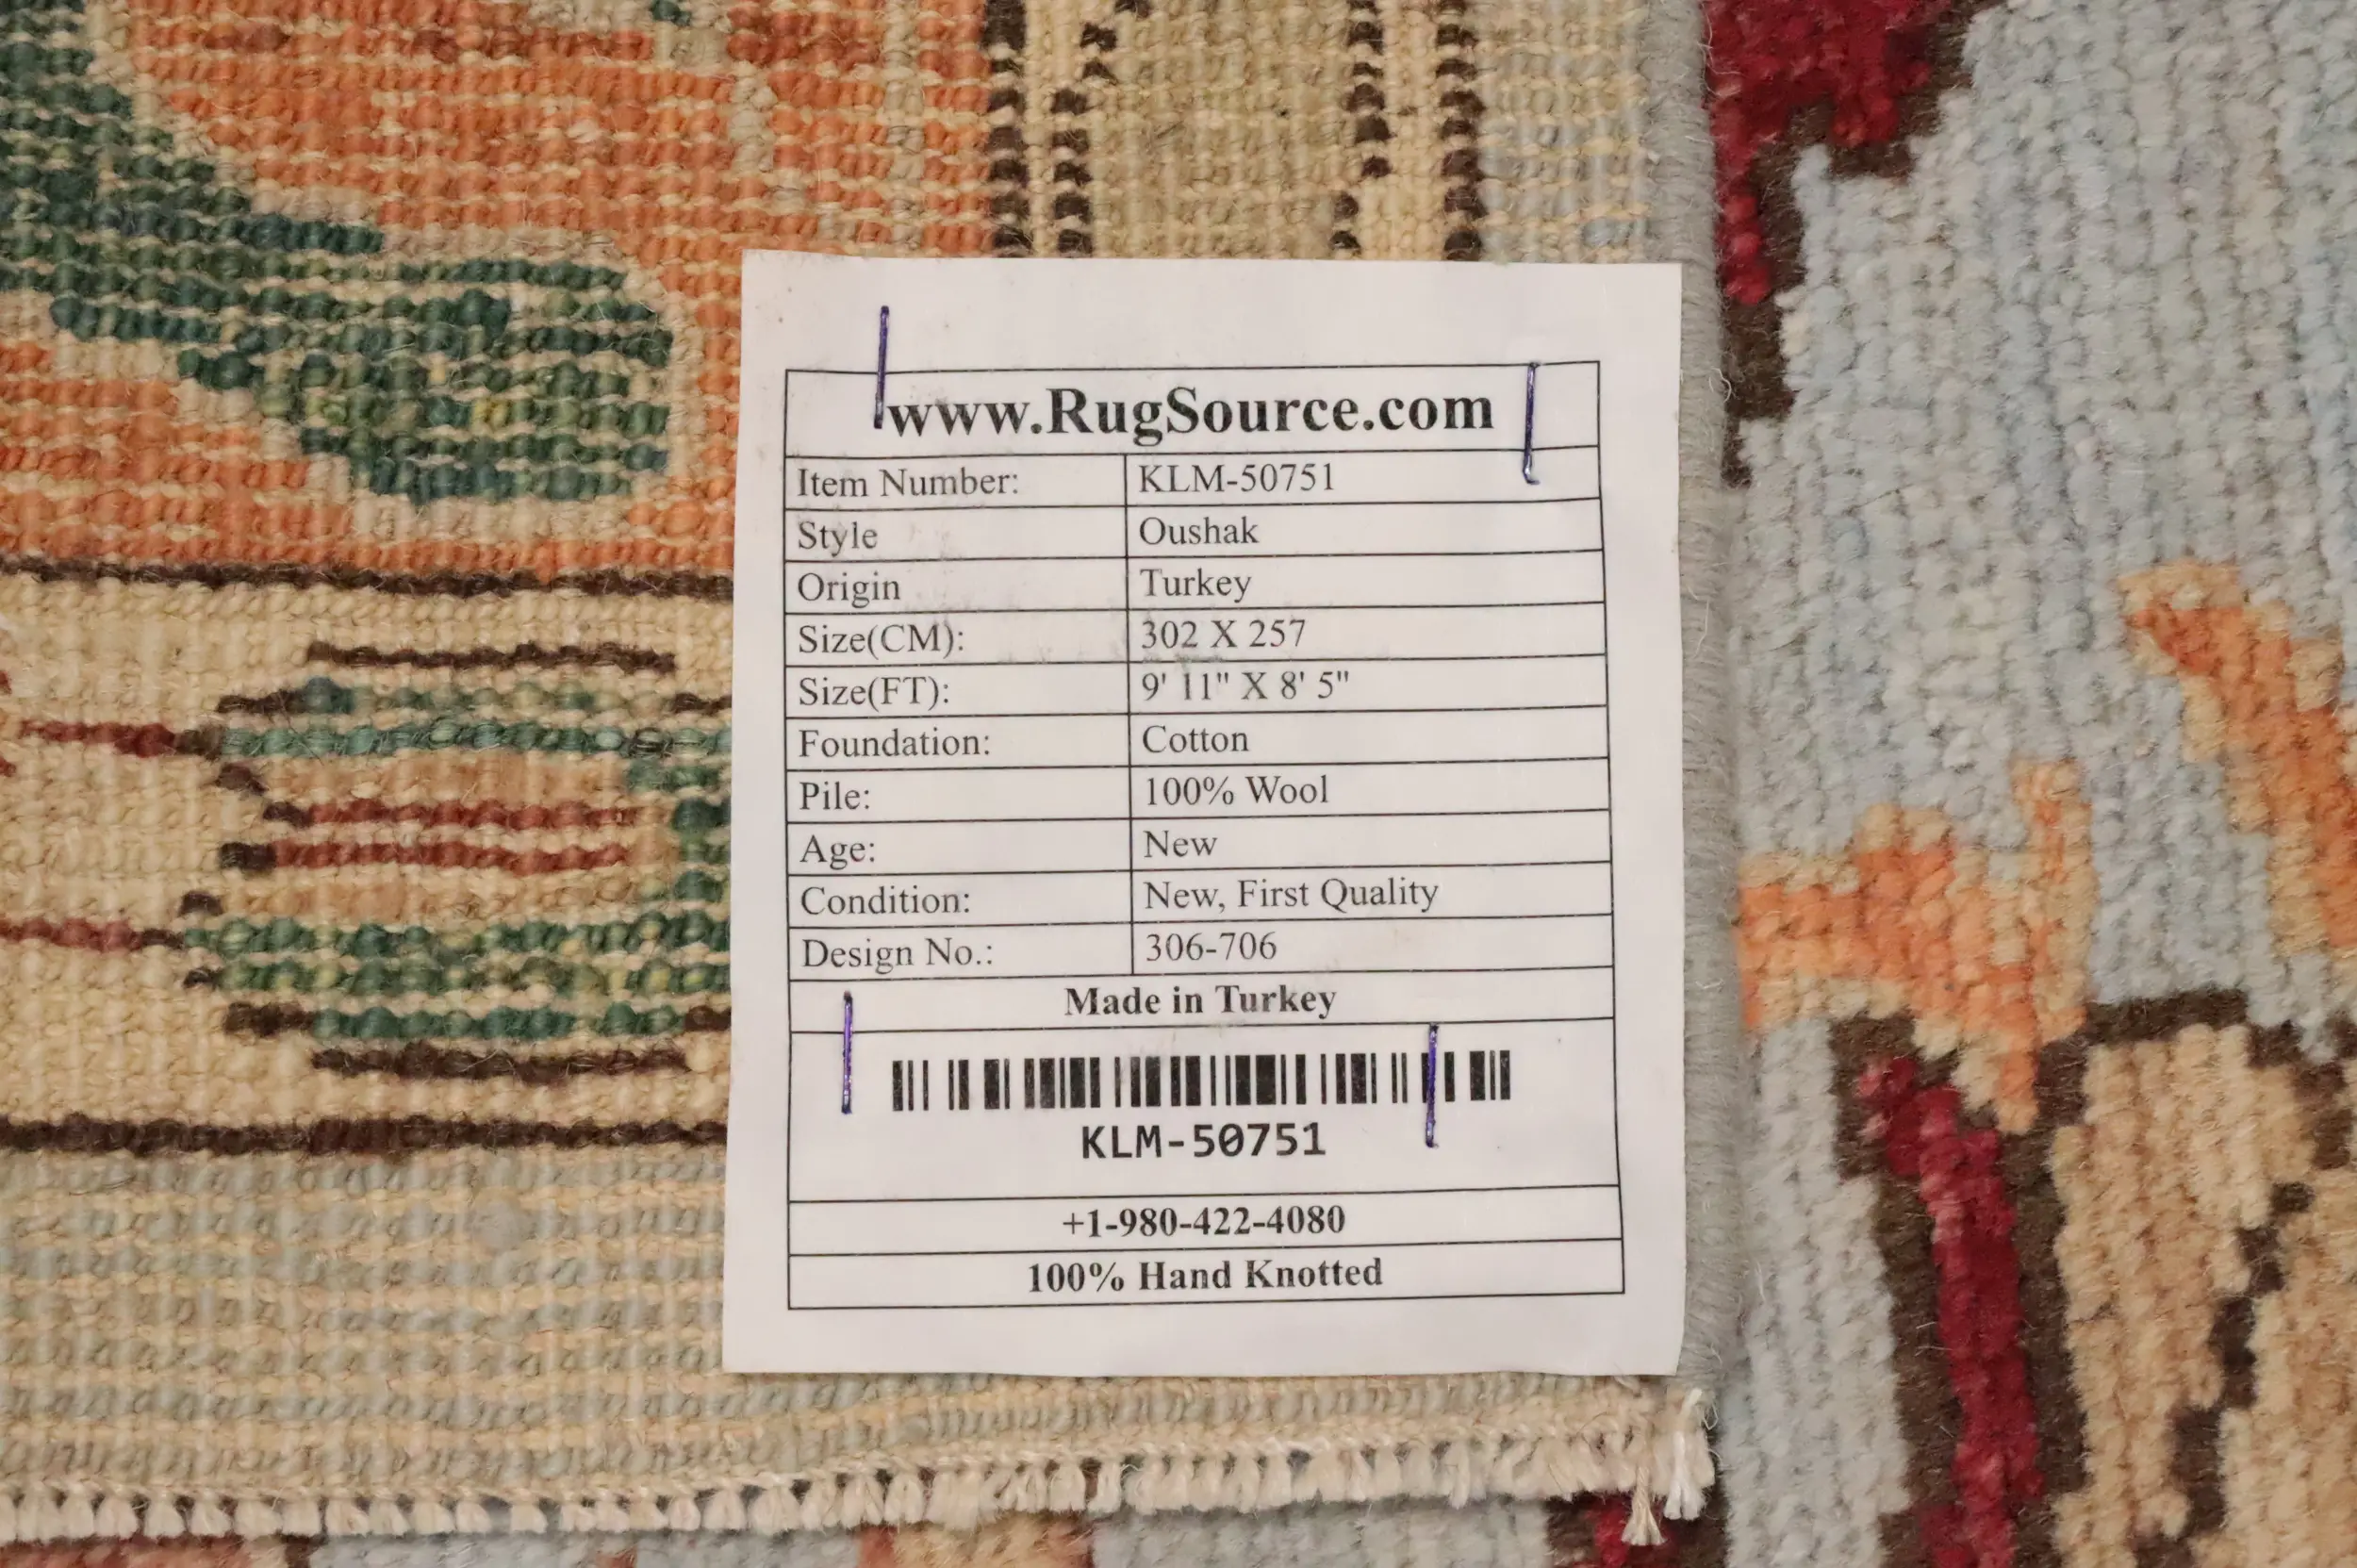 www.RugSource.com
Item Number: KLM-50751
Style Oushak
Origin Turkey
Size(CM): 302 X 257
Size(FT): 9' 11" X 8' 5"
Foundation: Cotton
Pile: 100% Wool
Age: New
Condition: New, First Quality
Design No.: 306-706
Made in Turkey
KLM-50751
+1-980-422-4080
100% Hand Knotted